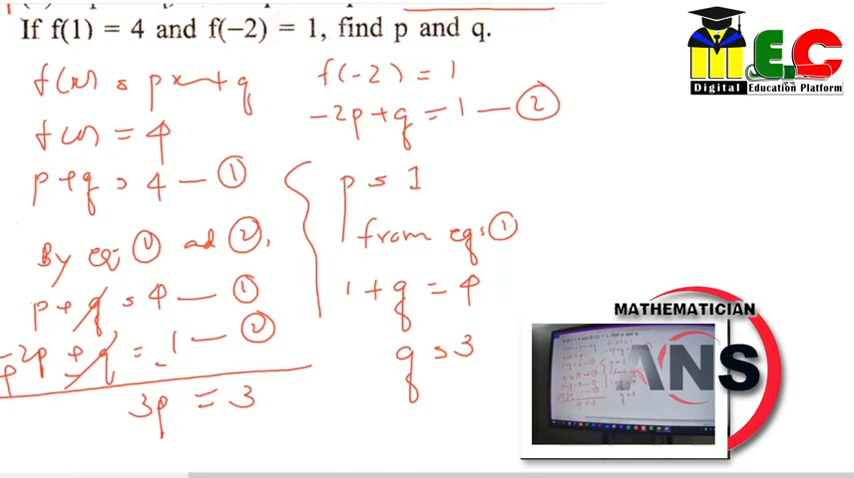 If f(1) = 4 and f(−2) = 1, find p and q.
f(x) = px + q
f(1) = 4
p + q = 4 — ①
By eq ① ad ②,
p + q = 4 — ①
-2p + q = 1 — ②
3p = 3
f(-2) = 1
-2p + q = 1 — ②
p = 1
from eq: ①
1 + q = 4
q = 3
MEC
Digital Education Platform
MATHEMATICIAN
ANS